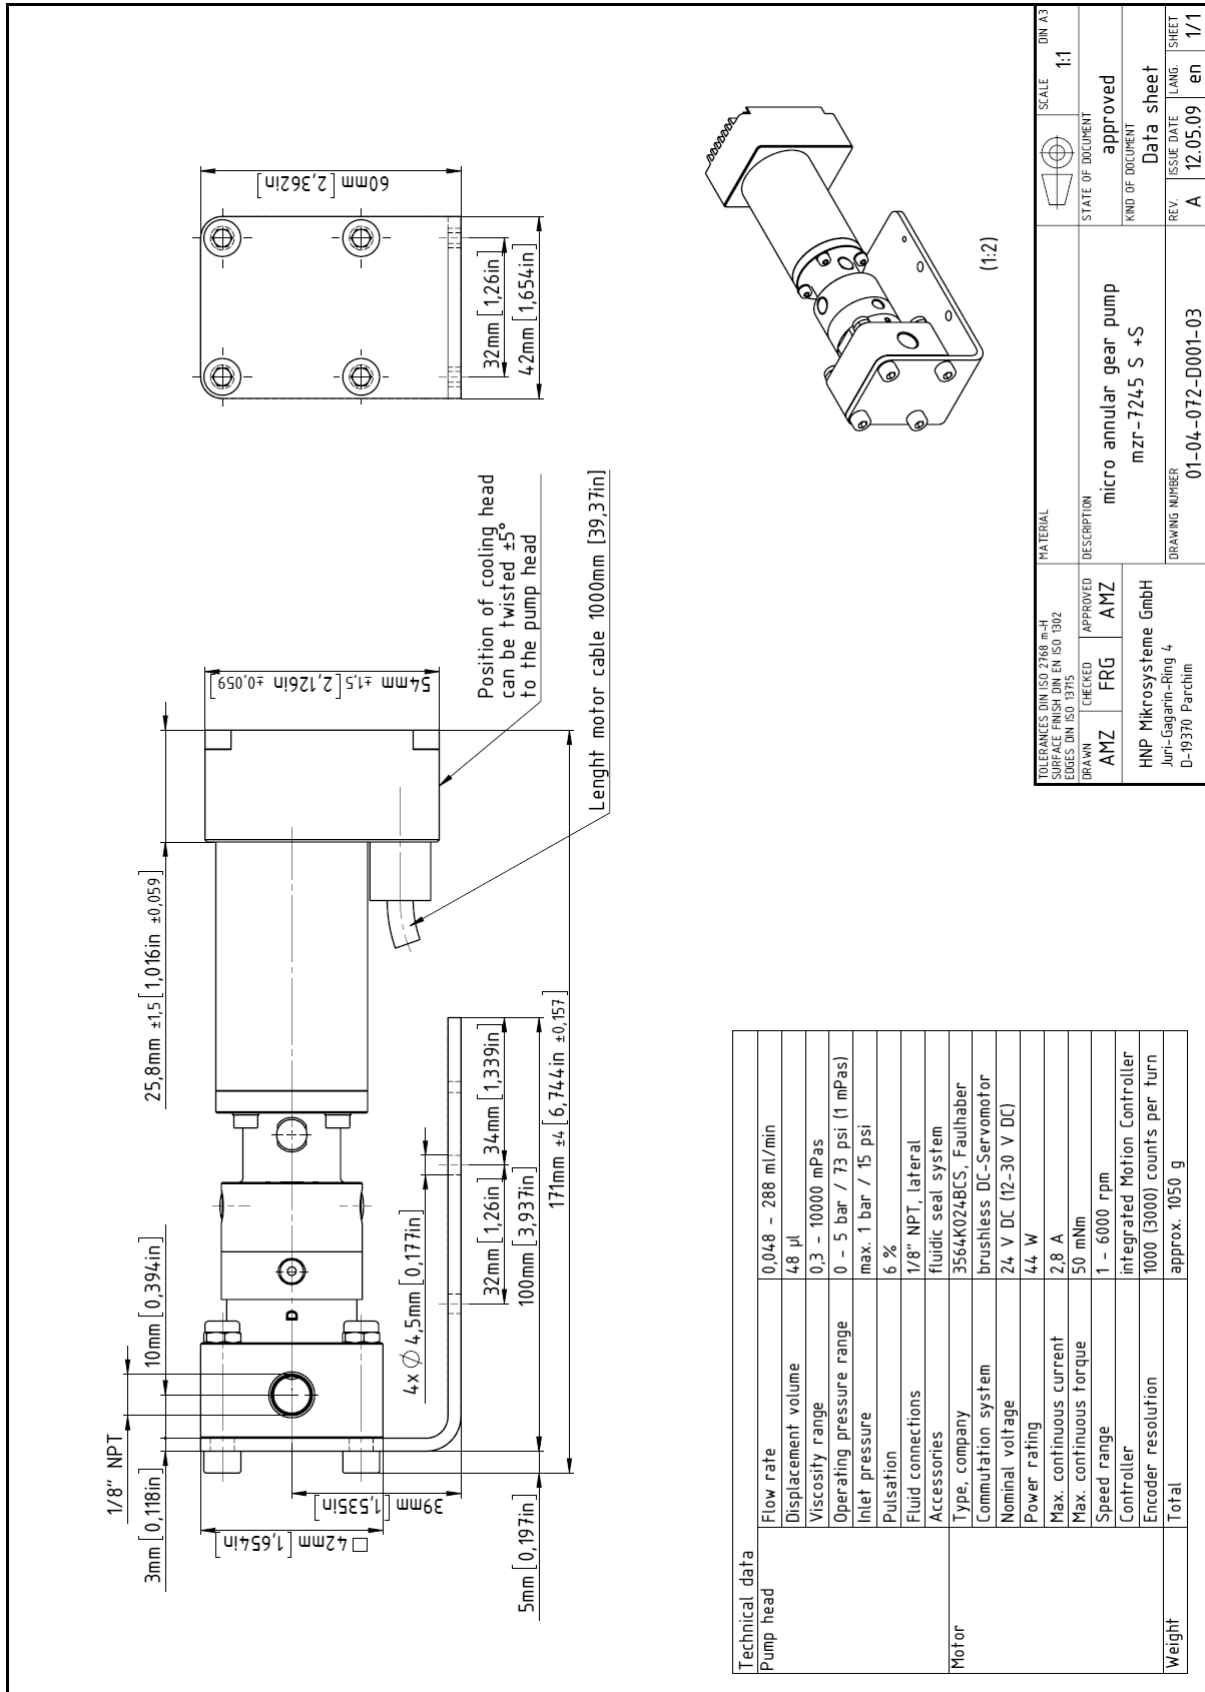 1/8" NPT
3mm [0,118in]
10mm [0,394in]
25,8mm ±1,5 [1,016in ±0,059]
□42mm [1,654in]
39mm [1,535in]
54mm ±1,5 [2,126in ±0,059]
60mm [2,362in]
5mm [0,197in]
4x Ø 4,5mm [0,177in]
32mm [1,26in]
34mm [1,339in]
100mm [3,937in]
171mm ±4 [6,744in ±0,157]
32mm [1,26in]
42mm [1,654in]
Position of cooling head
can be twisted ±5°
to the pump head
Lenght motor cable 1000mm [39,37in]
(1:2)
Technical data
Pump head Flow rate 0,048 - 288 ml/min
Displacement volume 48 µl
Viscosity range 0,3 - 10000 mPas
Operating pressure range 0 - 5 bar / 73 psi (1 mPas)
Inlet pressure max. 1 bar / 15 psi
Pulsation 6 %
Fluid connections 1/8" NPT, lateral
Accessories fluidic seal system
Motor Type, company 3564K024BCS, Faulhaber
Commutation system brushless DC-Servomotor
Nominal voltage 24 V DC (12-30 V DC)
Power rating 44 W
Max. continuous current 2,8 A
Max. continuous torque 50 mNm
Speed range 1 - 6000 rpm
Controller integrated Motion Controller
Encoder resolution 1000 (3000) counts per turn
Weight Total approx. 1050 g
TOLERANCES DIN ISO 2768 m-H
SURFACE FINISH DIN EN ISO 1302
EDGES DIN ISO 13715
MATERIAL
SCALE DIN A3
1:1
DRAWN CHECKED APPROVED
AMZ FRG AMZ
DESCRIPTION
micro annular gear pump
mzr-7245 S +S
STATE OF DOCUMENT
approved
KIND OF DOCUMENT
Data sheet
HNP Mikrosysteme GmbH
Juri-Gagarin-Ring 4
D-19370 Parchim
DRAWING NUMBER
01-04-072-D001-03
REV. ISSUE DATE LANG. SHEET
A 12.05.09 en 1/1